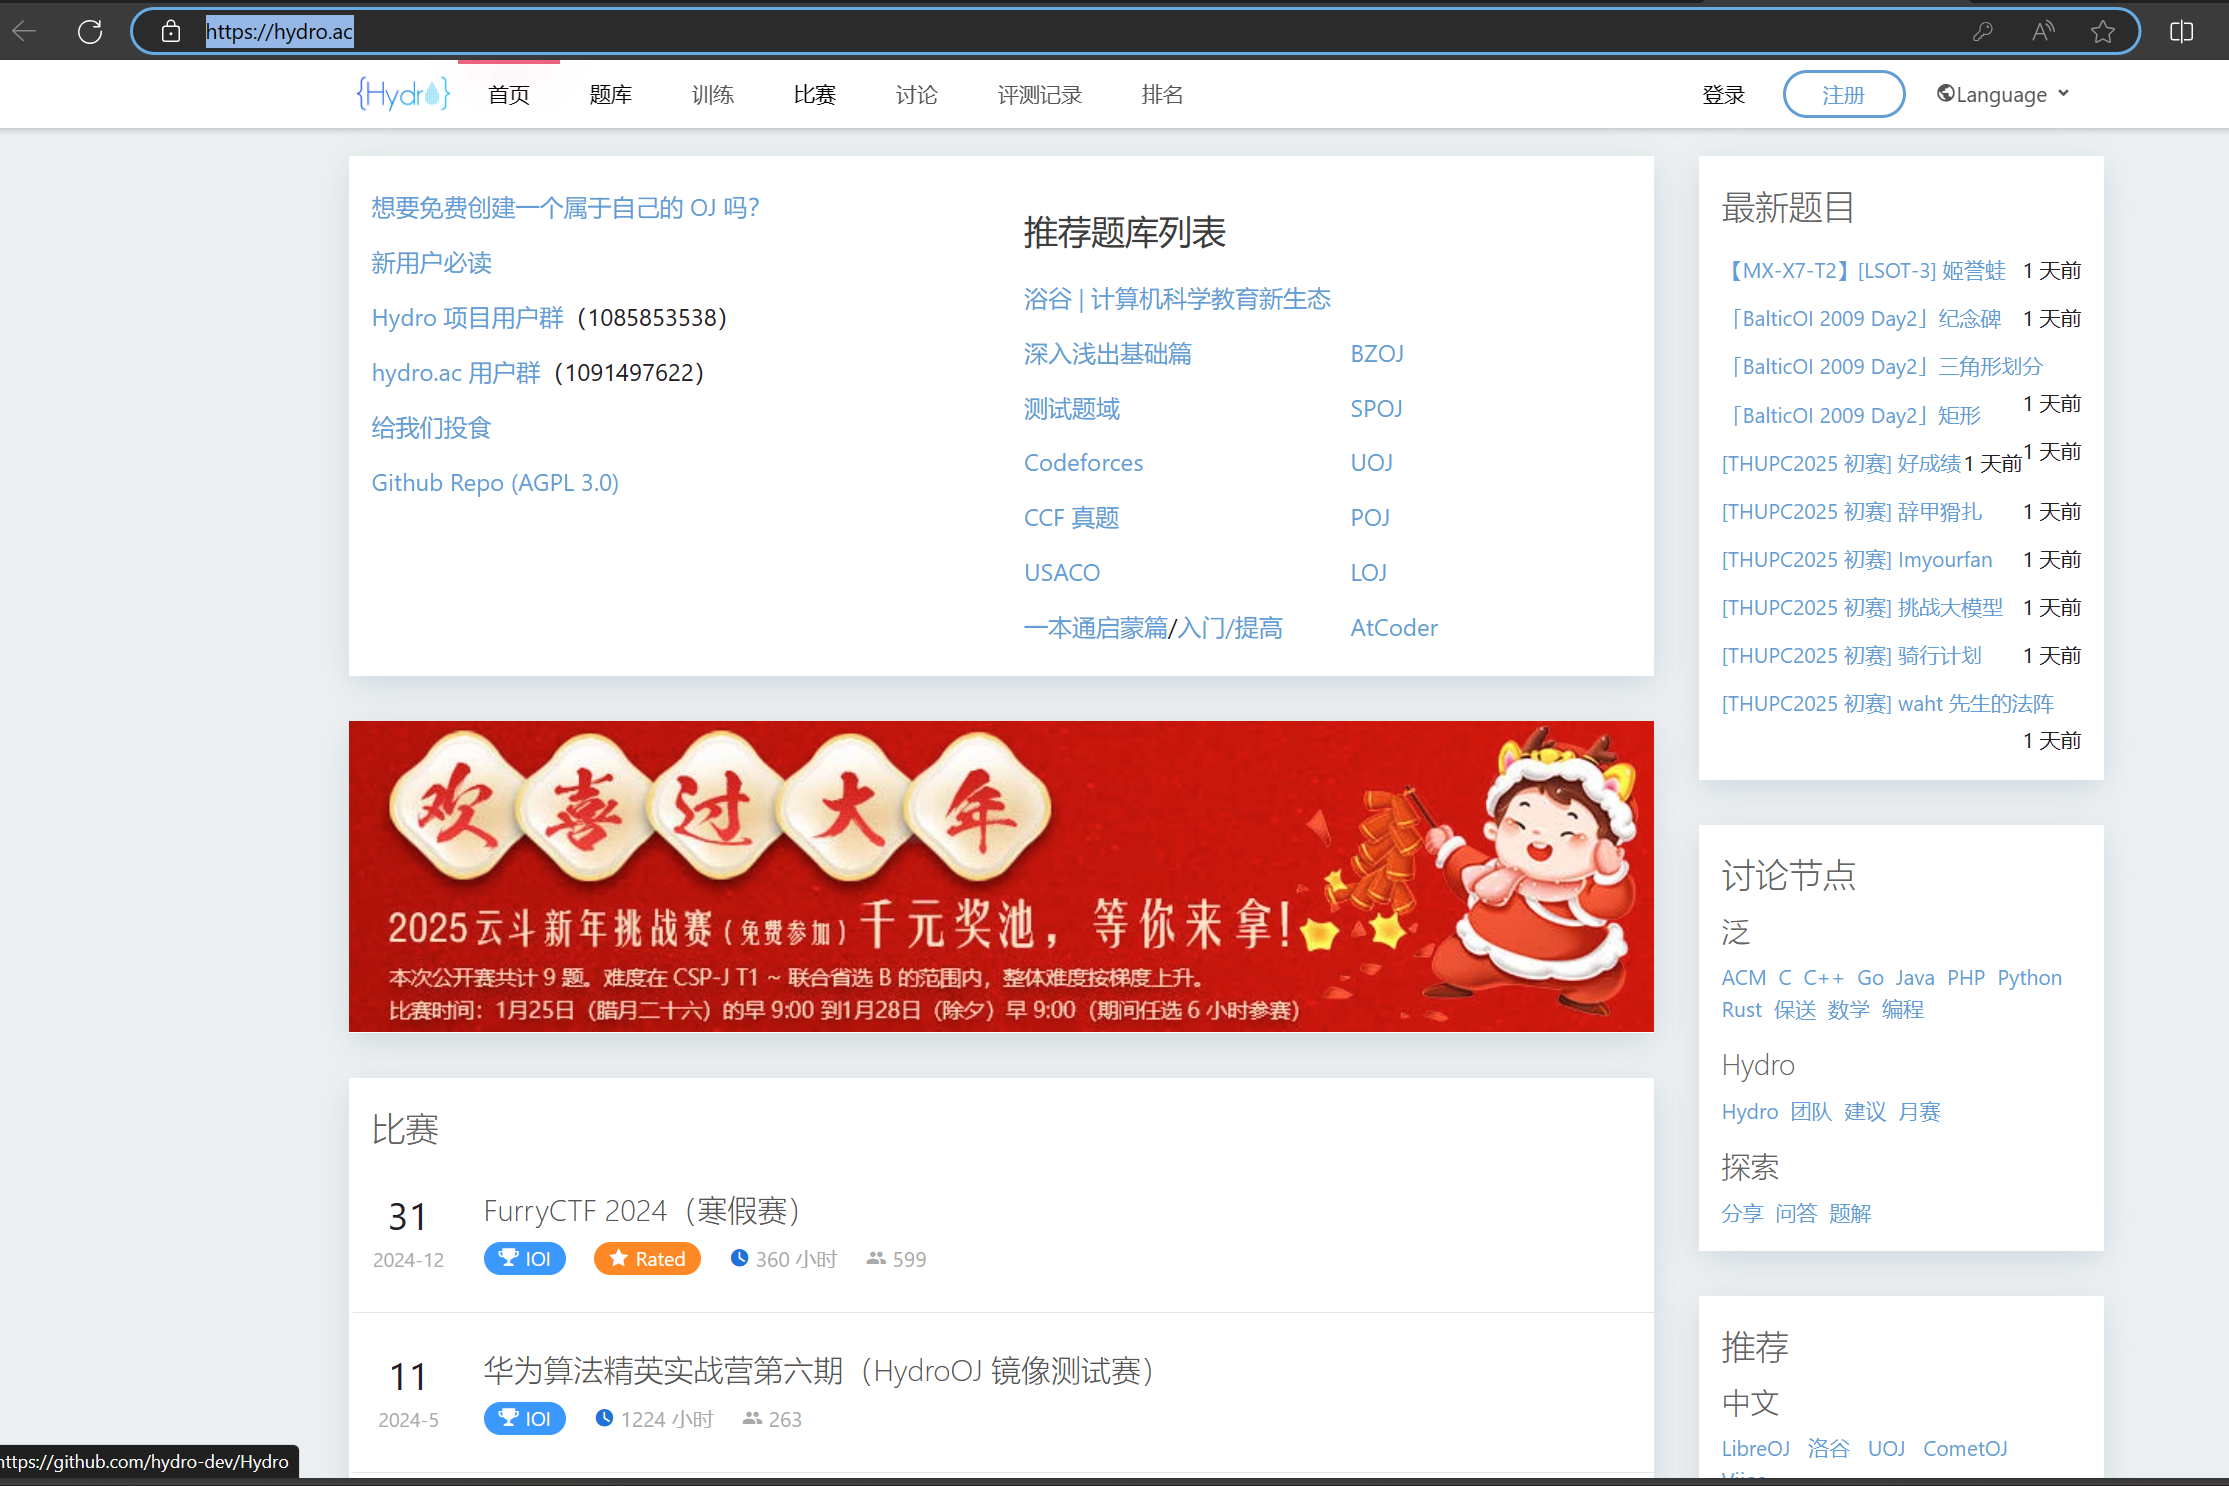 https://hydro.ac
{Hydro}
首页 题库 训练 比赛 讨论 评测记录 排名
登录 注册 Language
想要免费创建一个属于自己的 OJ 吗？
新用户必读
Hydro 项目用户群（1085853538）
hydro.ac 用户群（1091497622）
给我们投食
Github Repo (AGPL 3.0)
推荐题库列表
浴谷 | 计算机科学教育新生态
深入浅出基础篇 BZOJ
测试题域 SPOJ
Codeforces UOJ
CCF 真题 POJ
USACO LOJ
一本通启蒙篇/入门/提高 AtCoder
欢喜过大年
2025云斗新年挑战赛（免费参加）千元奖池，等你来拿！
本次公开赛共计 9 题。难度在 CSP-J T1 ~ 联合省选 B 的范围内，整体难度按梯度上升。
比赛时间：1月25日（腊月二十六）的早 9:00 到1月28日（除夕）早 9:00（期间任选 6 小时参赛）
比赛
31
2024-12
FurryCTF 2024（寒假赛）
IOI Rated 360 小时 599
11
2024-5
华为算法精英实战营第六期（HydroOJ 镜像测试赛）
IOI 1224 小时 263
最新题目
【MX-X7-T2】[LSOT-3] 姬誉蛙 1 天前
「BalticOI 2009 Day2」纪念碑 1 天前
「BalticOI 2009 Day2」三角形划分
1 天前
「BalticOI 2009 Day2」矩形
1 天前
[THUPC2025 初赛] 好成绩 1 天前
[THUPC2025 初赛] 辞甲猾扎 1 天前
[THUPC2025 初赛] Imyourfan 1 天前
[THUPC2025 初赛] 挑战大模型 1 天前
[THUPC2025 初赛] 骑行计划 1 天前
[THUPC2025 初赛] waht 先生的法阵
1 天前
讨论节点
泛
ACM C C++ Go Java PHP Python
Rust 保送 数学 编程
Hydro
Hydro 团队 建议 月赛
探索
分享 问答 题解
推荐
中文
LibreOJ 洛谷 UOJ CometOJ
https://github.com/hydro-dev/Hydro